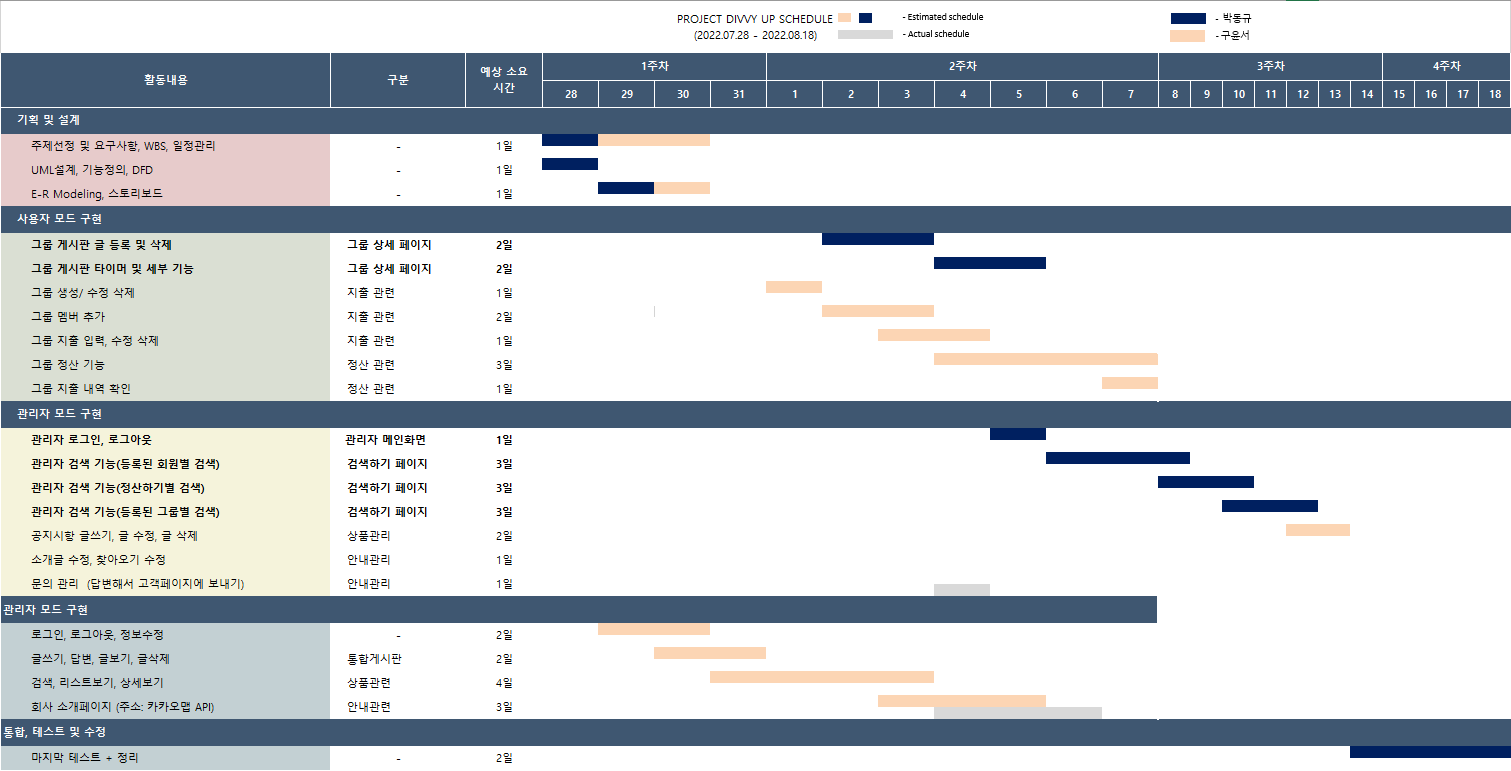 PROJECT DIVVY UP SCHEDULE
- Estimated schedule
- 박동규
(2022.07.28 - 2022.08.18)
- Actual schedule
- 구윤서
활동내용 구분 예상 소요 시간 1주차 2주차 3주차 4주차
28 29 30 31 1 2 3 4 5 6 7 8 9 10 11 12 13 14 15 16 17 18
기획 및 설계
주제선정 및 요구사항, WBS, 일정관리 - 1일
UML설계, 기능정의, DFD - 1일
E-R Modeling, 스토리보드 - 1일
사용자 모드 구현
그룹 게시판 글 등록 및 삭제 그룹 상세 페이지 2일
그룹 게시판 타이머 및 세부 기능 그룹 상세 페이지 2일
그룹 생성/ 수정 삭제 지출 관련 1일
그룹 멤버 추가 지출 관련 2일
그룹 지출 입력, 수정 삭제 지출 관련 1일
그룹 정산 기능 정산 관련 3일
그룹 지출 내역 확인 정산 관련 1일
관리자 모드 구현
관리자 로그인, 로그아웃 관리자 메인화면 1일
관리자 검색 기능(등록된 회원별 검색) 검색하기 페이지 3일
관리자 검색 기능(정산하기별 검색) 검색하기 페이지 3일
관리자 검색 기능(등록된 그룹별 검색) 검색하기 페이지 3일
공지시항 글쓰기, 글 수정, 글 삭제 상품관리 2일
소개글 수정, 찾아오기 수정 안내관리 1일
문의 관리 (답변해서 고객페이지에 보내기) 안내관리 1일
관리자 모드 구현
로그인, 로그아웃, 정보수정 - 2일
글쓰기, 답변, 글보기, 글삭제 통합게시판 2일
검색, 리스트보기, 상세보기 상품관련 4일
회사 소개페이지 (주소: 카카오맵 API) 안내관련 3일
통합, 테스트 및 수정
마지막 테스트 + 정리 - 2일